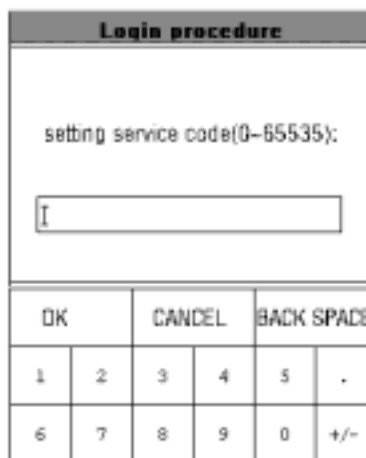 Login procedure
setting service code(0~65535):
OK CANCEL BACK SPACE
1 2 3 4 5 .
6 7 8 9 0 +/-